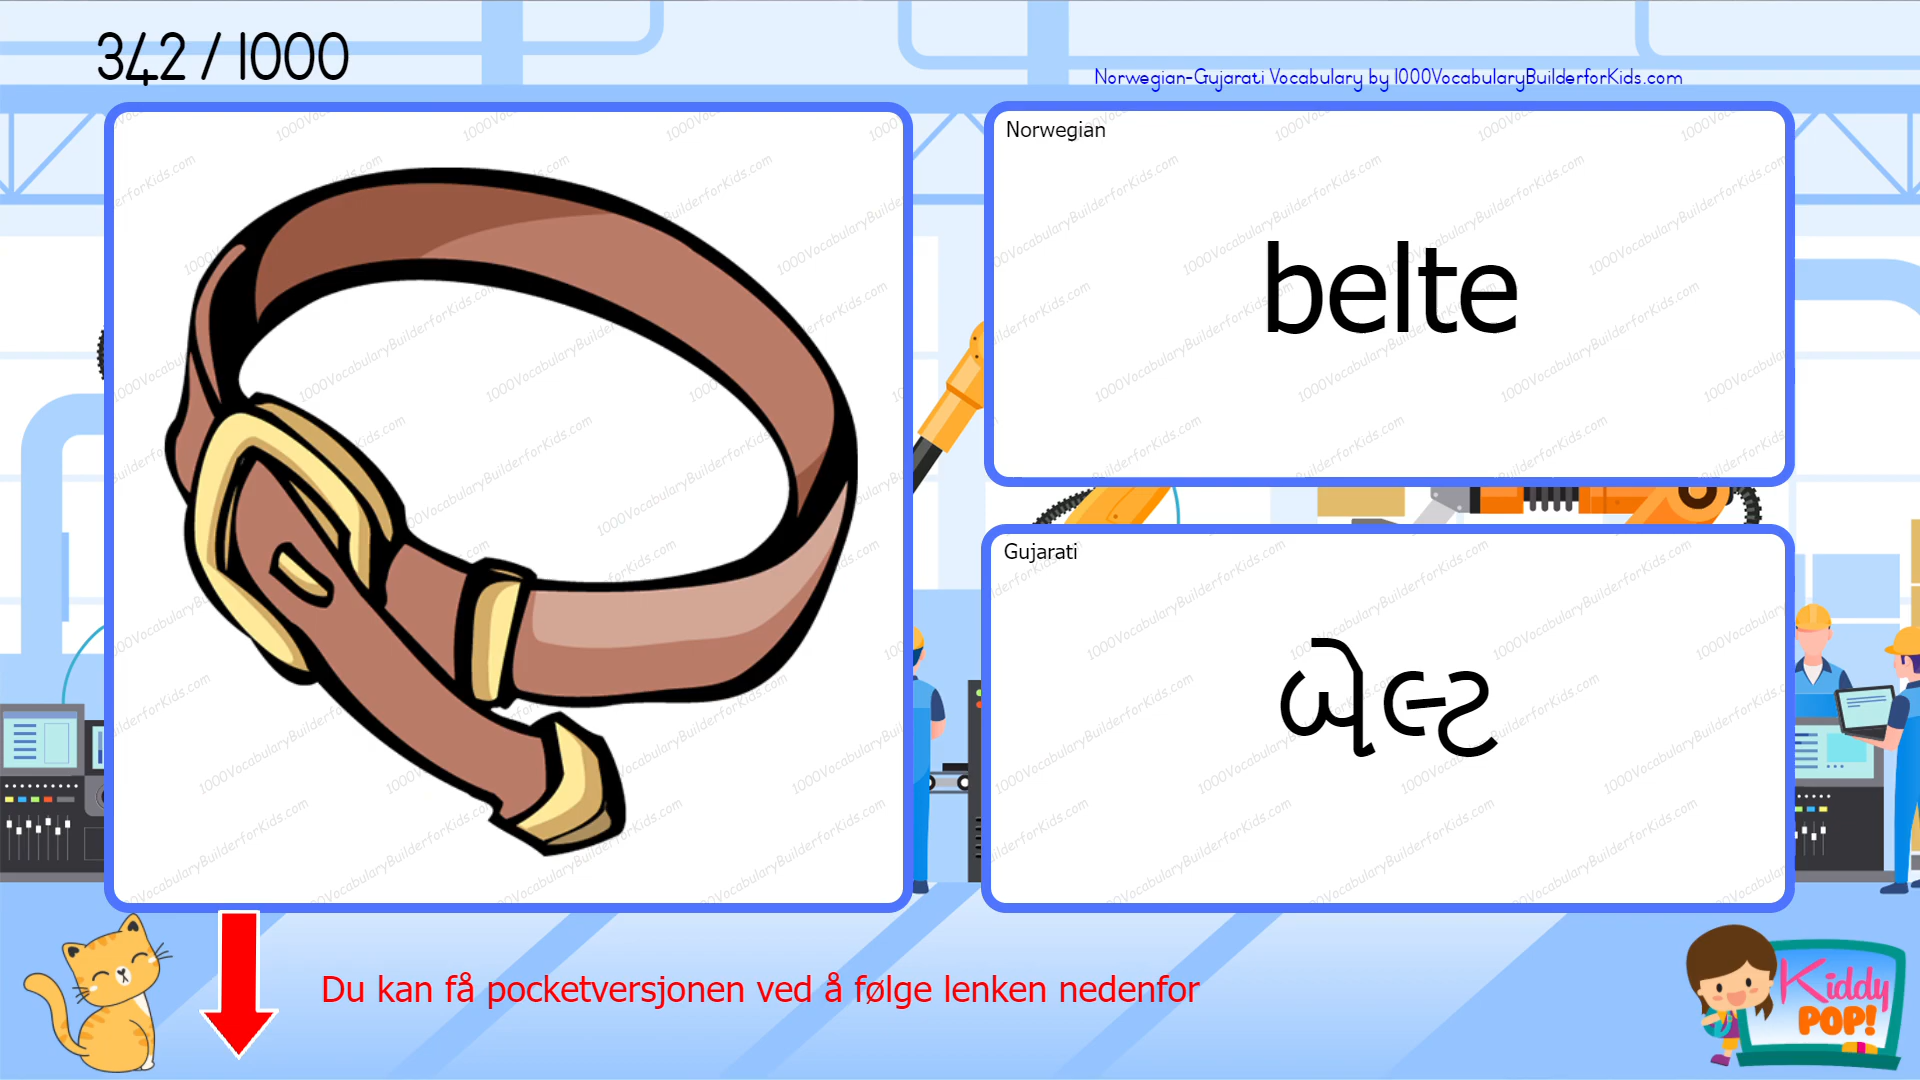 342 / 1000
Norwegian-Gujarati Vocabulary by 1000VocabularyBuilderforKids.com
Norwegian
belte
Gujarati
બેલ્ટ
Du kan få pocketversjonen ved å følge lenken nedenfor
Kiddy
POP!